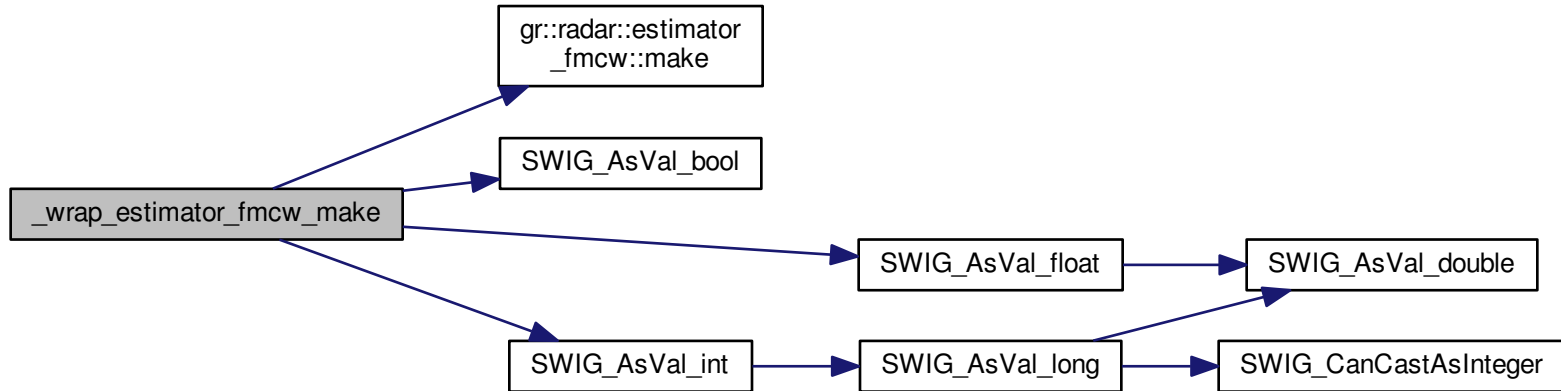 gr::radar::estimator
_fmcw::make
SWIG_AsVal_bool
_wrap_estimator_fmcw_make
SWIG_AsVal_float
SWIG_AsVal_double
SWIG_AsVal_int
SWIG_AsVal_long
SWIG_CanCastAsInteger